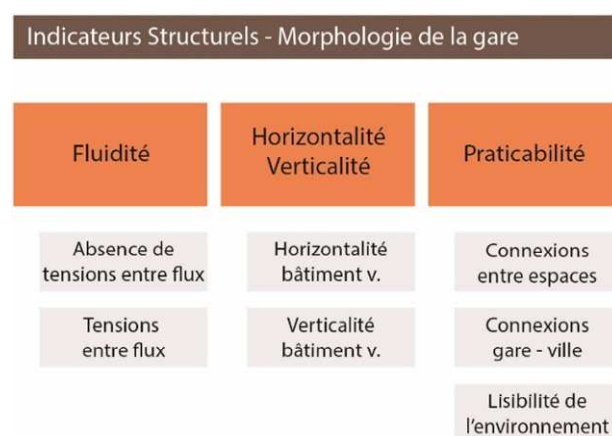 Indicateurs Structurels - Morphologie de la gare
Fluidité
Horizontalité
Verticalité
Praticabilité
Absence de
tensions entre flux
Tensions
entre flux
Horizontalité
bâtiment v.
Verticalité
bâtiment v.
Connexions
entre espaces
Connexions
gare - ville
Lisibilité de
l'environnement